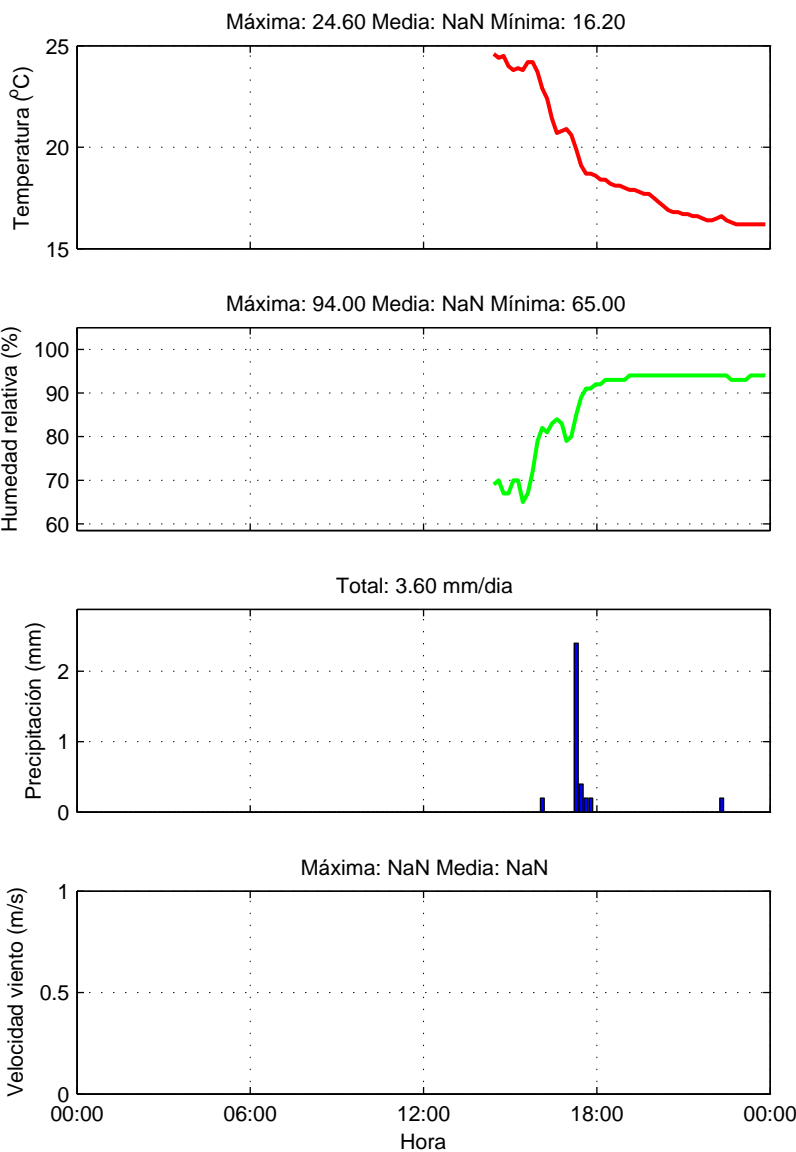 Máxima: 24.60 Media: NaN Mínima: 16.20
Temperatura (ºC)
25
20
15
Máxima: 94.00 Media: NaN Mínima: 65.00
Humedad relativa (%)
100
90
80
70
60
Total: 3.60 mm/dia
Precipitación (mm)
2
1
0
Máxima: NaN Media: NaN
Velocidad viento (m/s)
1
0.5
0
00:00 06:00 12:00 18:00 00:00
Hora